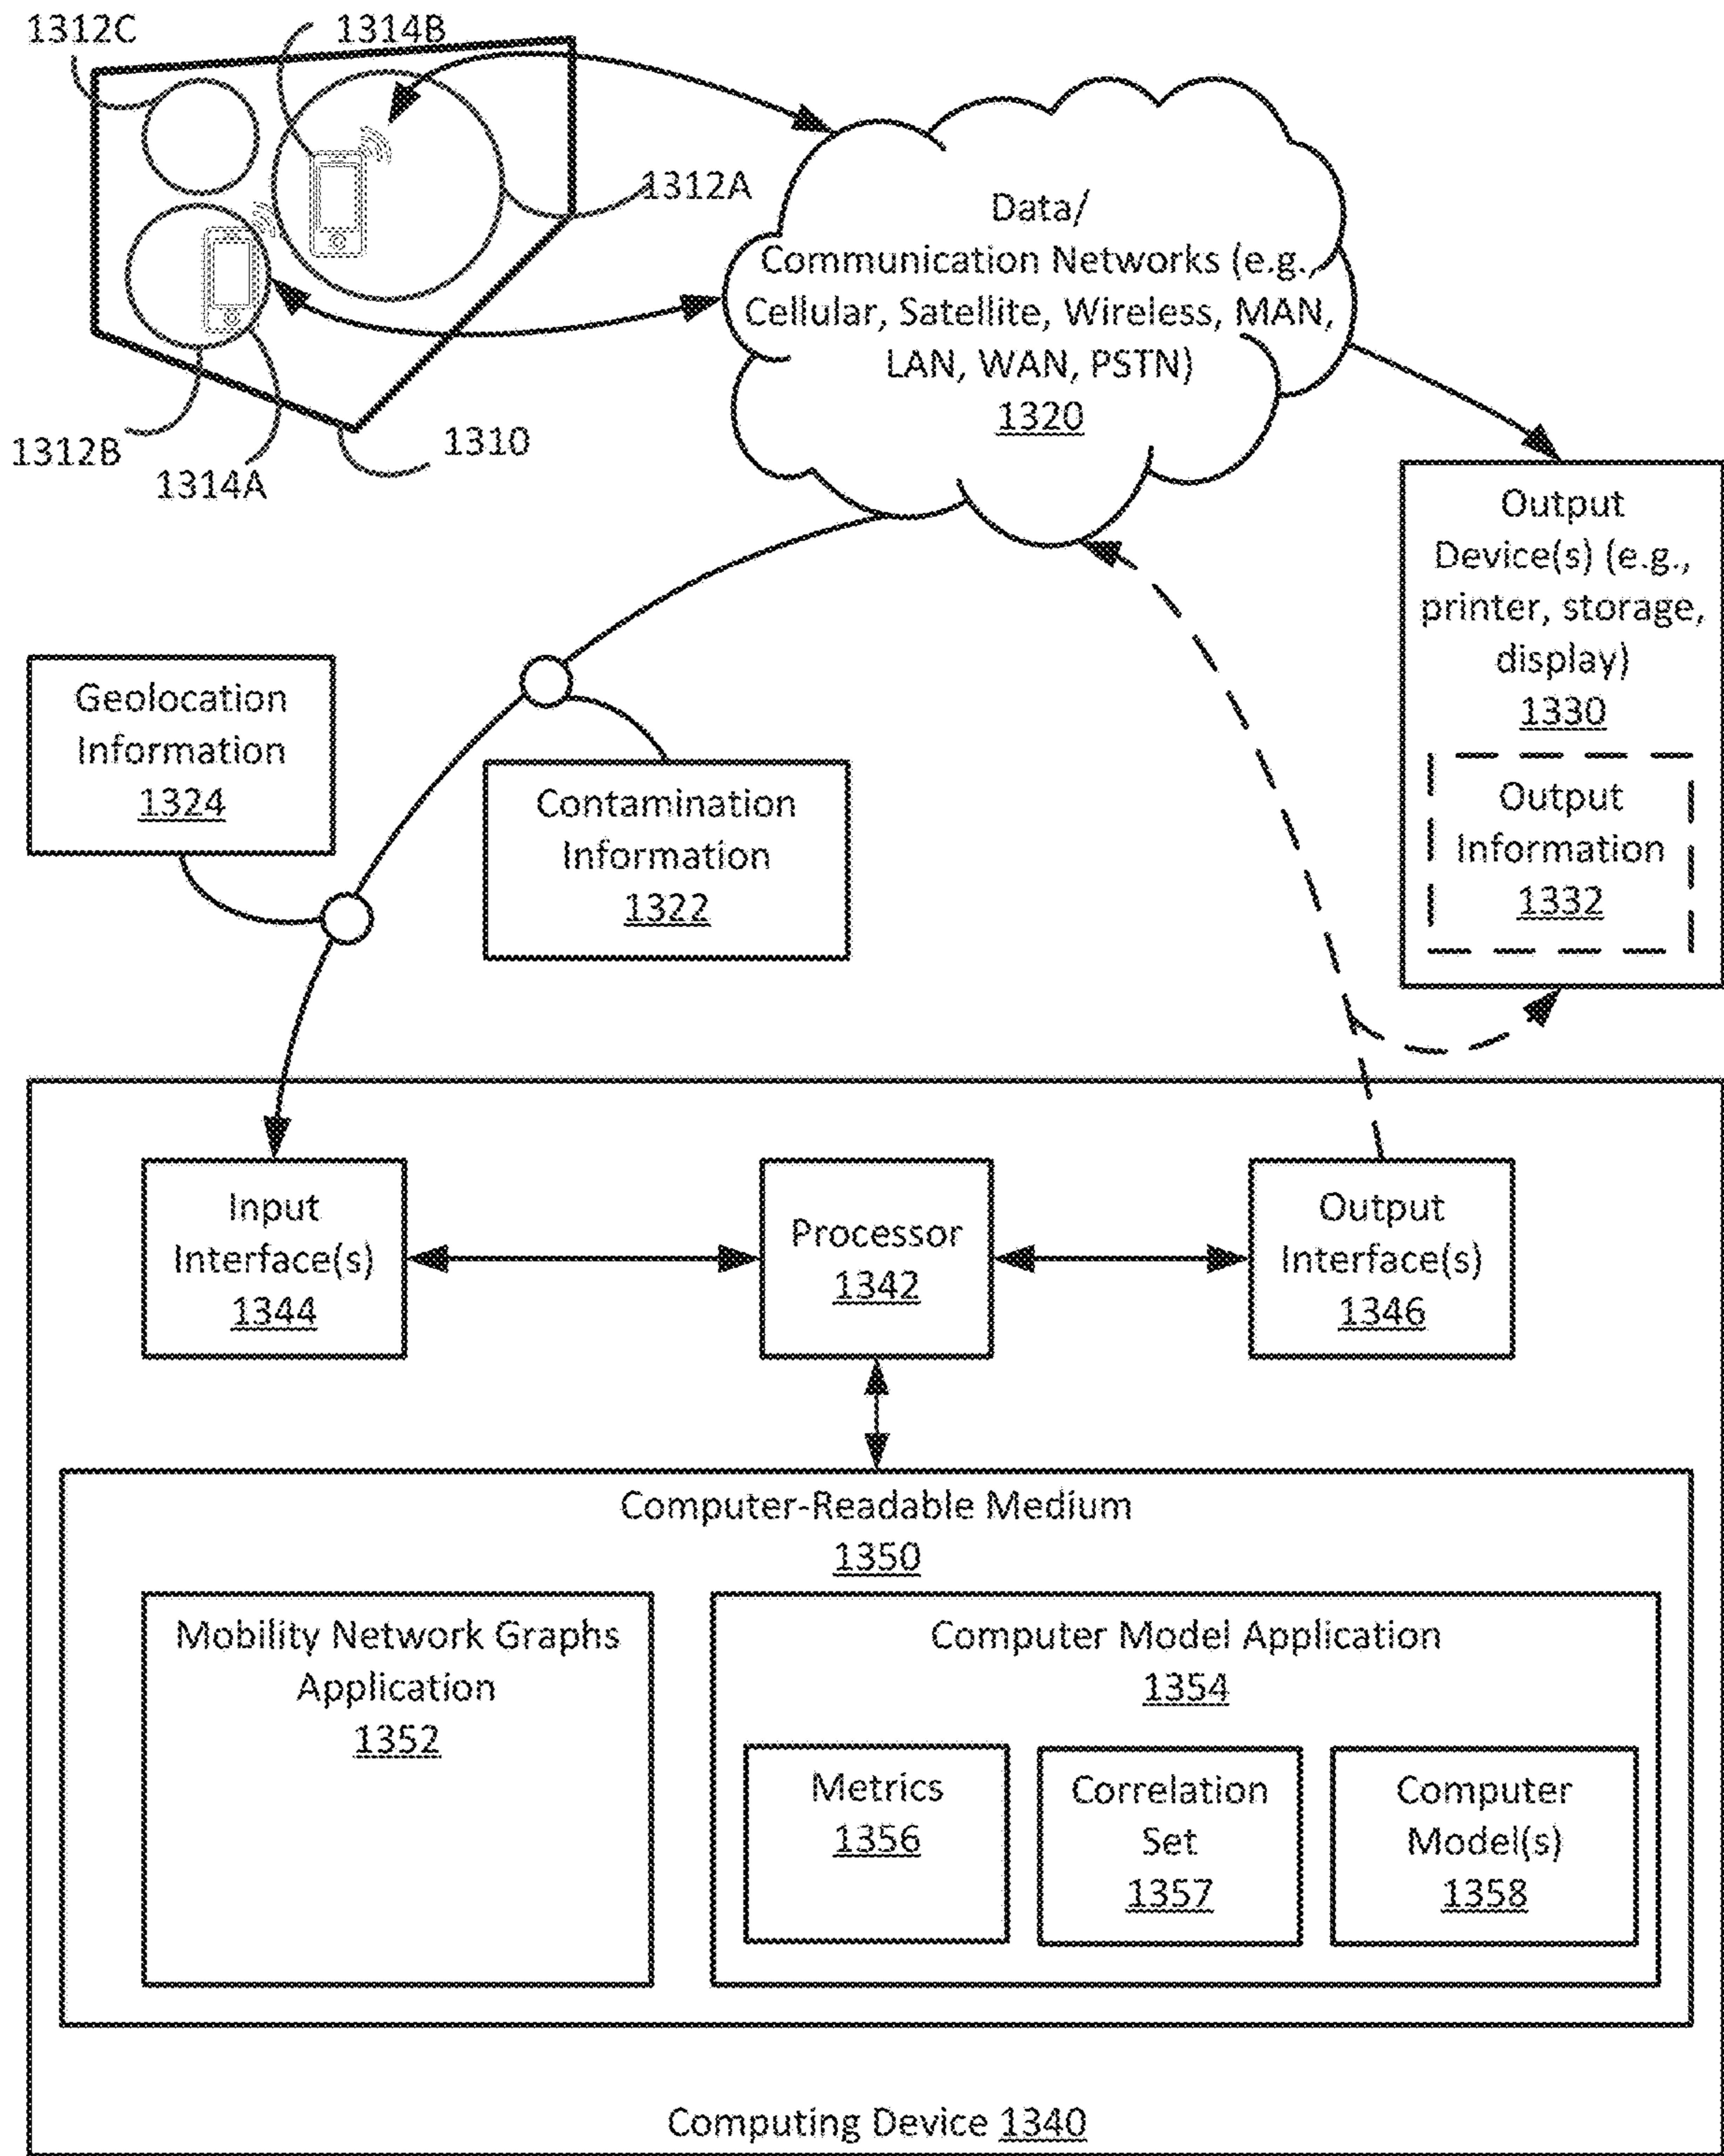 1312C
1314B
1312A
1312B
1314A
1310
Data/
Communication Networks (e.g.,
Cellular, Satellite, Wireless, MAN,
LAN, WAN, PSTN)
1320
Output
Device(s) (e.g.,
printer, storage,
display)
1330
Output
Information
1332
Geolocation
Information
1324
Contamination
Information
1322
Input
Interface(s)
1344
Processor
1342
Output
Interface(s)
1346
Computer-Readable Medium
1350
Mobility Network Graphs
Application
1352
Computer Model Application
1354
Metrics
1356
Correlation
Set
1357
Computer
Model(s)
1358
Computing Device 1340